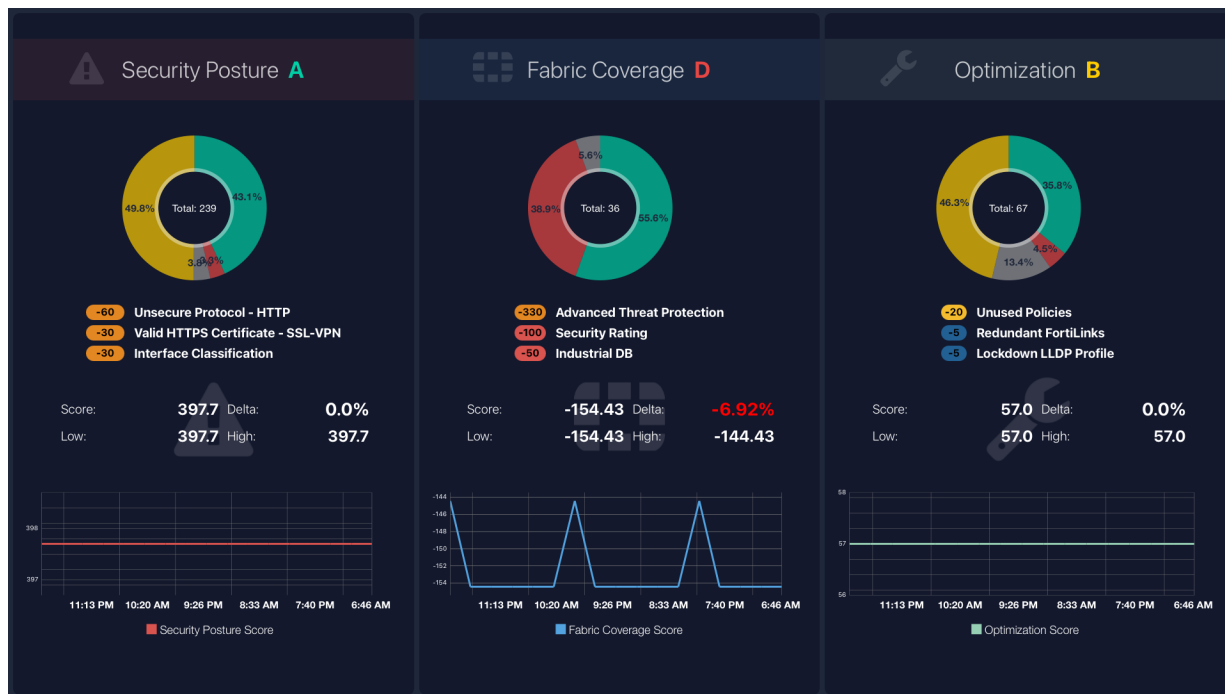 Security Posture A
49.8%
43.1%
Total: 239
3.8%
3.3%
-60 Unsecure Protocol - HTTP
-30 Valid HTTPS Certificate - SSL-VPN
-30 Interface Classification
Score: 397.7 Delta: 0.0%
Low: 397.7 High: 397.7
398
397
11:13 PM 10:20 AM 9:26 PM 8:33 AM 7:40 PM 6:46 AM
Security Posture Score
Fabric Coverage D
5.6%
38.9%
Total: 36
55.6%
-330 Advanced Threat Protection
-100 Security Rating
-50 Industrial DB
Score: -154.43 Delta: -6.92%
Low: -154.43 High: -144.43
-144
-146
-148
-150
-152
-154
11:13 PM 10:20 AM 9:26 PM 8:33 AM 7:40 PM 6:46 AM
Fabric Coverage Score
Optimization B
35.8%
46.3%
Total: 67
4.5%
13.4%
-20 Unused Policies
-5 Redundant FortiLinks
-5 Lockdown LLDP Profile
Score: 57.0 Delta: 0.0%
Low: 57.0 High: 57.0
58
57
56
11:13 PM 10:20 AM 9:26 PM 8:33 AM 7:40 PM 6:46 AM
Optimization Score